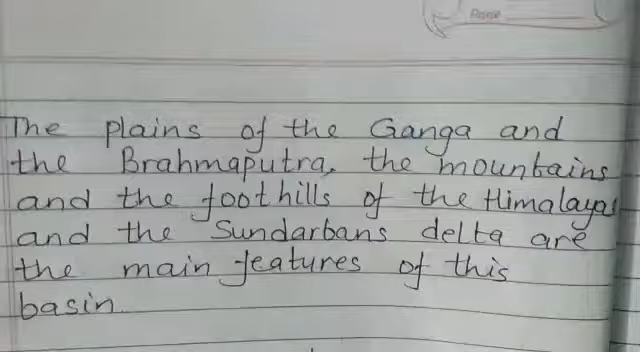 The plains of the Ganga and
the Brahmaputra, the mountains
and the foothills of the Himalayas
and the Sundarbans delta are
the main features of this
basin.